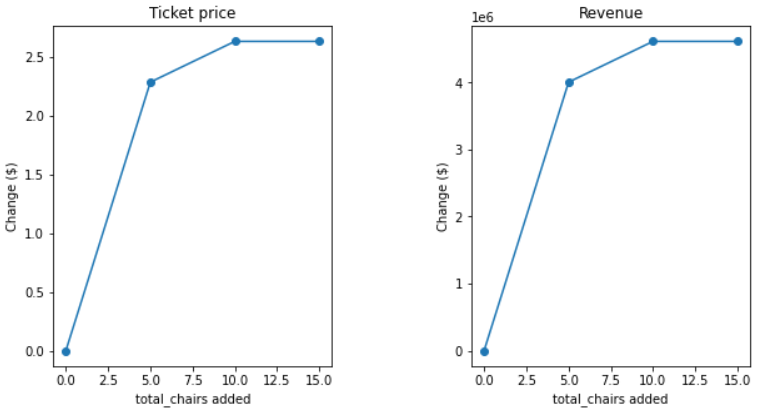 Ticket price
Change ($)
2.5
2.0
1.5
1.0
0.5
0.0
0.0 2.5 5.0 7.5 10.0 12.5 15.0
total_chairs added
Revenue
1e6
Change ($)
4
3
2
1
0
0.0 2.5 5.0 7.5 10.0 12.5 15.0
total_chairs added